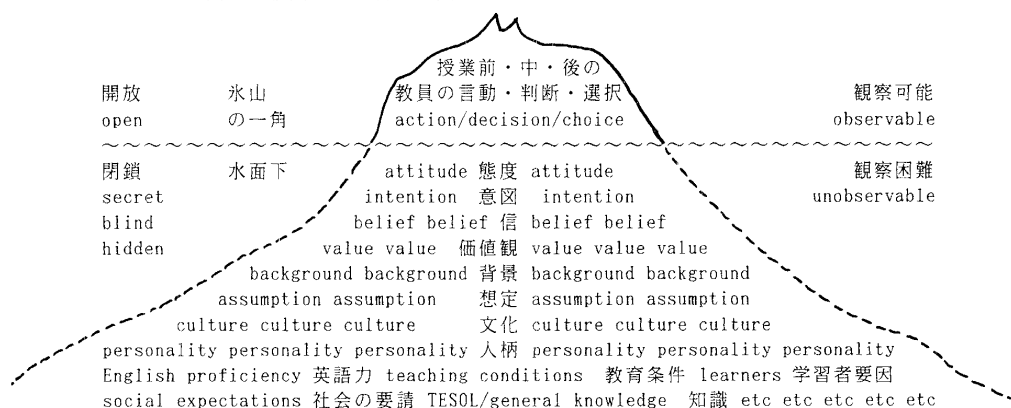 授業前・中・後の
開放 氷山 教員の言動・判断・選択 観察可能
open の一角 action/decision/choice observable
閉鎖 水面下 attitude 態度 attitude 観察困難
secret intention 意図 intention unobservable
blind belief belief 信 belief belief
hidden value value 価値観 value value value
background background 背景 background background
assumption assumption 想定 assumption assumption
culture culture culture 文化 culture culture culture
personality personality personality 人柄 personality personality personality
English proficiency 英語力 teaching conditions 教育条件 learners 学習者要因
social expectations 社会の要請 TESOL/general knowledge 知識 etc etc etc etc etc